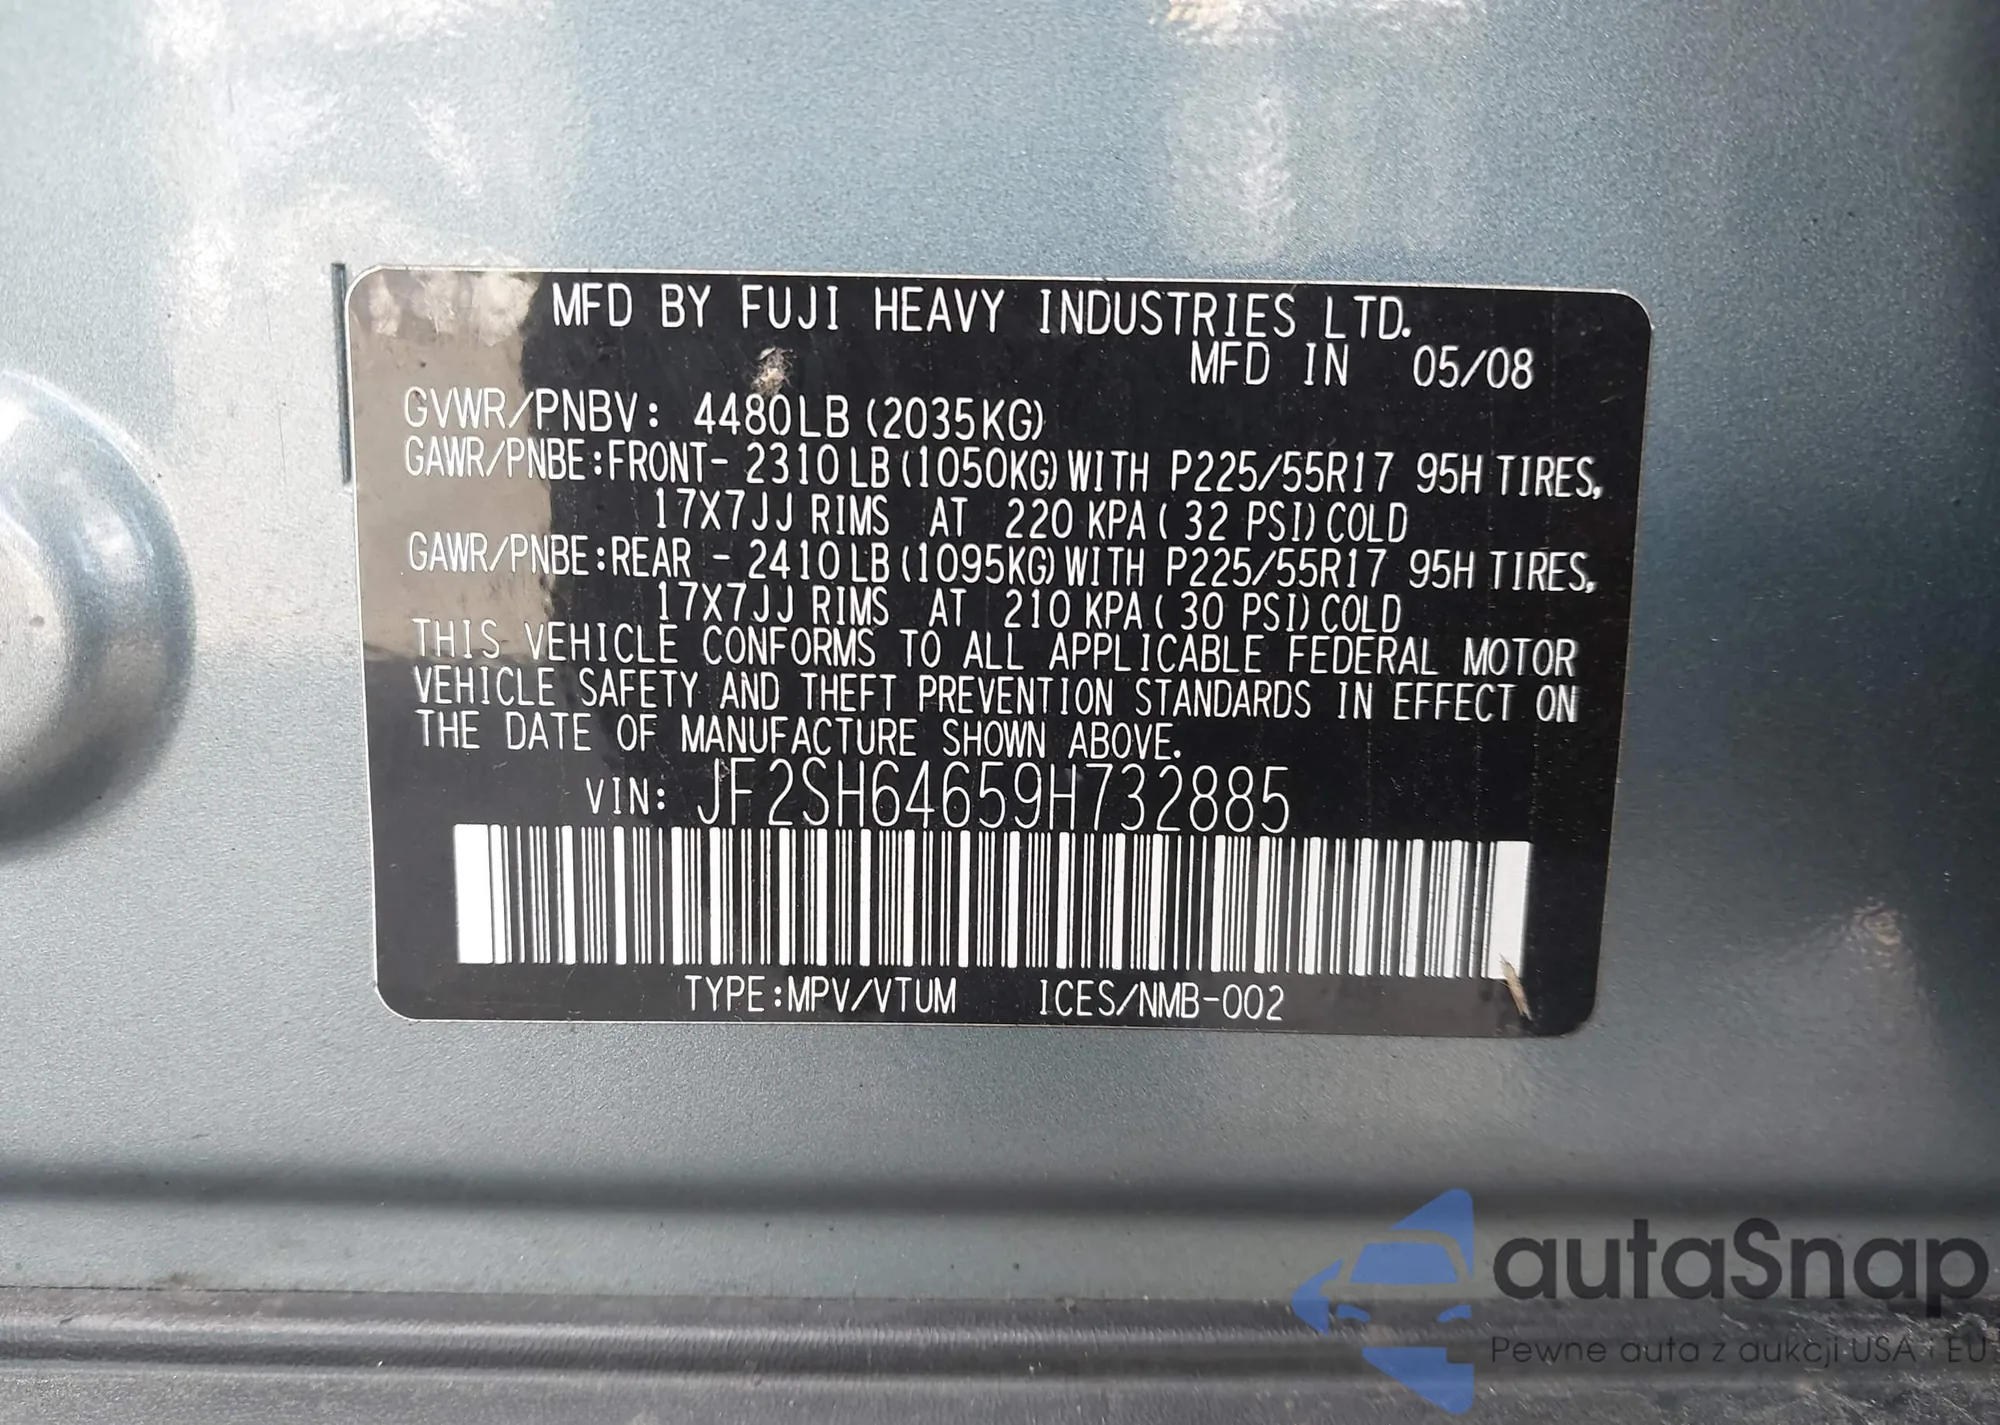 MFD BY FUJI HEAVY INDUSTRIES LTD.
MFD IN 05/08
GVWR/PNBV: 4480LB (2035KG)
GAWR/PNBE:FRONT- 2310LB (1050KG) WITH P225/55R17 95H TIRES,
17X7JJ RIMS AT 220 KPA ( 32 PSI) COLD
GAWR/PNBE:REAR - 2410LB (1095KG) WITH P225/55R17 95H TIRES,
17X7JJ RIMS AT 210 KPA ( 30 PSI) COLD
THIS VEHICLE CONFORMS TO ALL APPLICABLE FEDERAL MOTOR
VEHICLE SAFETY AND THEFT PREVENTION STANDARDS IN EFFECT ON
THE DATE OF MANUFACTURE SHOWN ABOVE.
VIN: JF2SH64659H732885
TYPE:MPV/VTUM ICES/NMB-002
autaSnap
Pewne auta z aukcji USA i EU